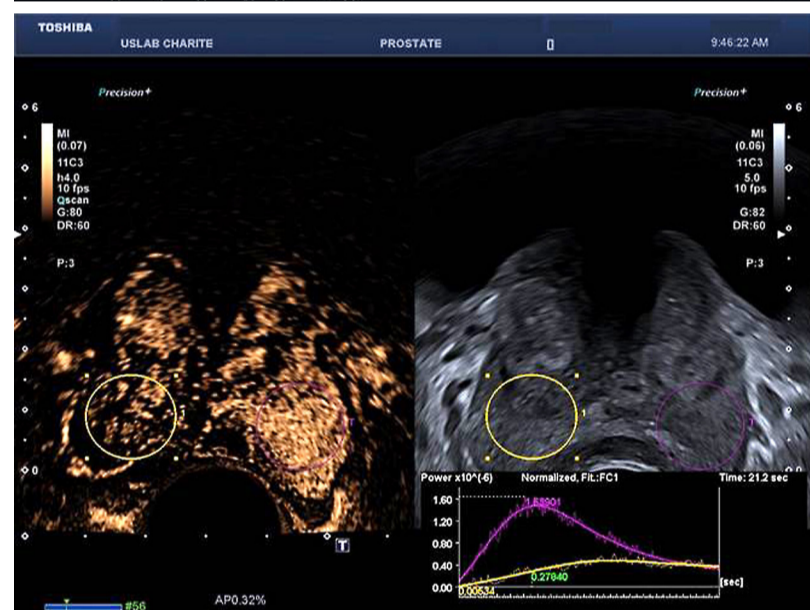 TOSHIBA
USLAB CHARITE PROSTATE 9:46:22 AM
Precision+ Precision+
6 6
MI MI
(0.07) (0.06)
11C3 11C3
h4.0 5.0
10 fps 10 fps
Qscan
G:80 G:82
DR:60 DR:60
P:3 P:3
1 1
T T
0 0
Power x10^(-6) Normalized, Fit.:FC1 Time: 21.2 sec
1.60
1.20
0.80
0.40
0.00
0.27840
0.00534
[sec]
T
#56 AP0.32%